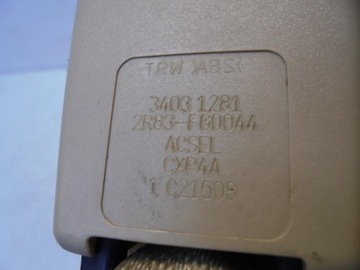 TRW ABS
3403 1281
2R83-F60044
ACSEL
CXP4A
1 C21508